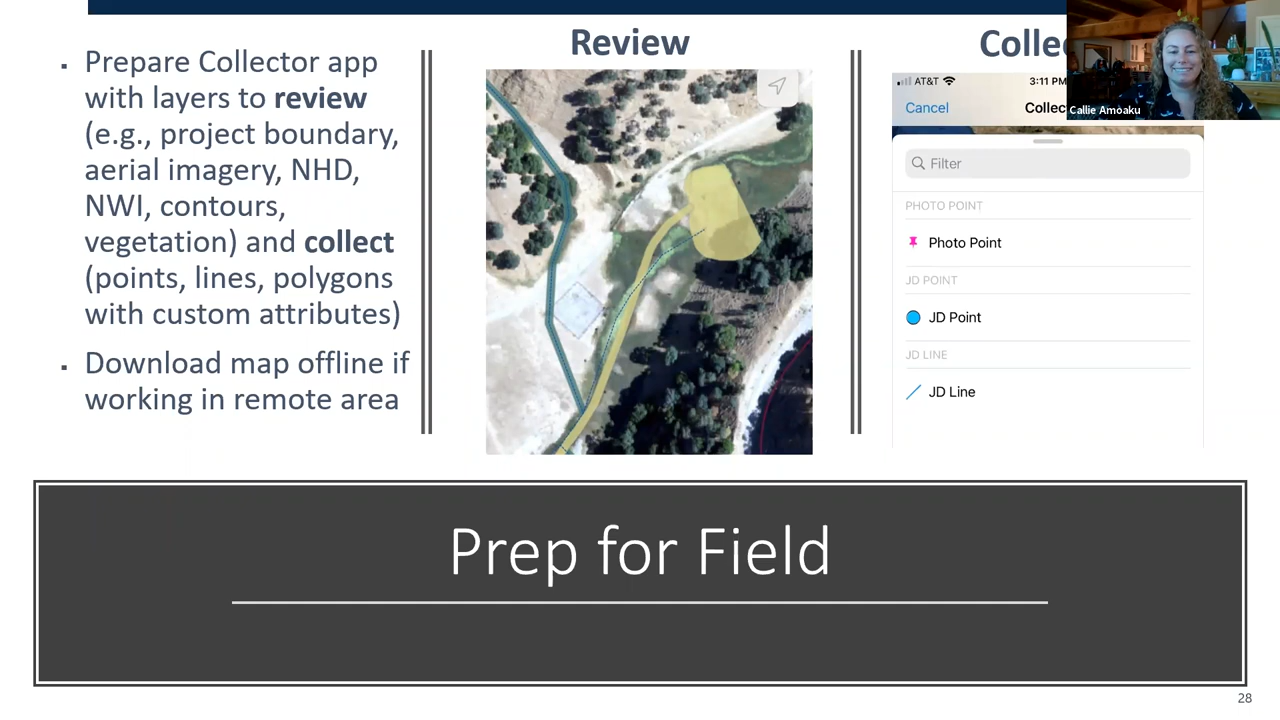 ▪ Prepare Collector app
with layers to review
(e.g., project boundary,
aerial imagery, NHD,
NWI, contours,
vegetation) and collect
(points, lines, polygons
with custom attributes)
▪ Download map offline if
working in remote area
Review
Collec
AT&T
3:11 PM
Cancel
Collec
Callie Amoaku
Filter
PHOTO POINT
Photo Point
JD POINT
JD Point
JD LINE
JD Line
Prep for Field
28